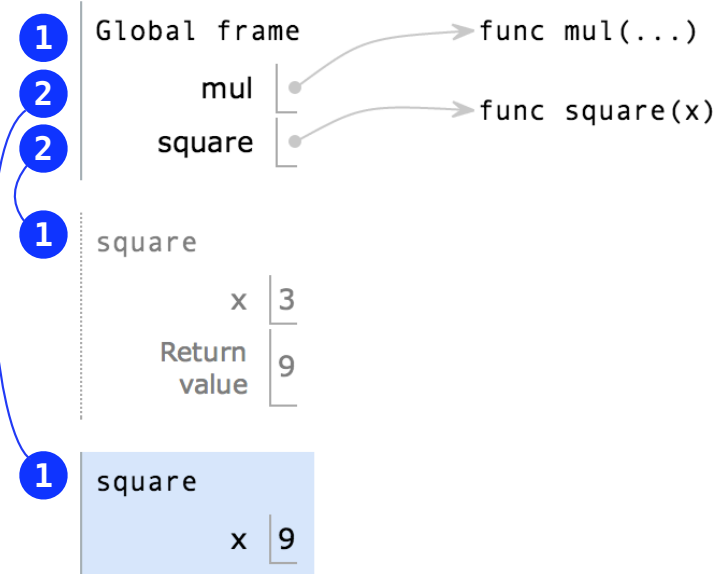 1 Global frame func mul(...)
2 mul
func square(x)
2 square
1 square
x 3
Return
value 9
1 square
x 9